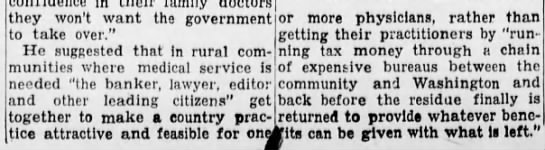 confidence in their family doctors
they won't want the government
to take over."
He suggested that in rural com-
munities where medical service is
needed "the banker, lawyer, editor
and other leading citizens" get
together to make a country prac-
tice attractive and feasible for one
or more physicians, rather than
getting their practitioners by "run-
ning tax money through a chain
of expensive bureaus between the
community and Washington and
back before the residue finally is
returned to provide whatever bene-
fits can be given with what is left."